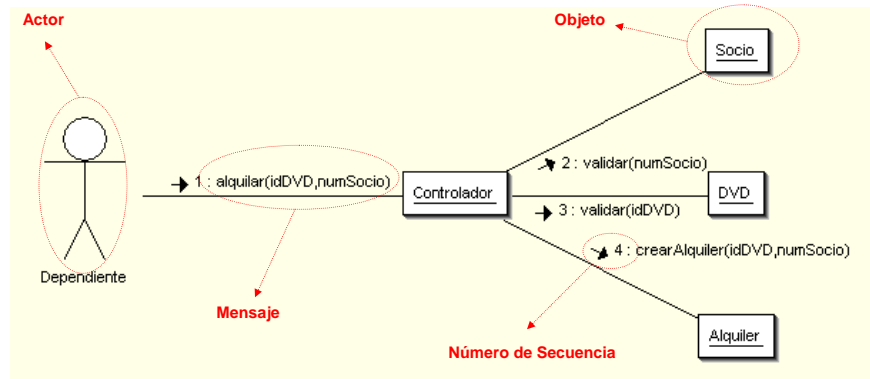 Actor
Objeto
Socio
1 : alquilar(idDVD,numSocio)
2 : validar(numSocio)
Controlador
DVD
3 : validar(idDVD)
4 : crearAlquiler(idDVD,numSocio)
Dependiente
Mensaje
Alquiler
Número de Secuencia